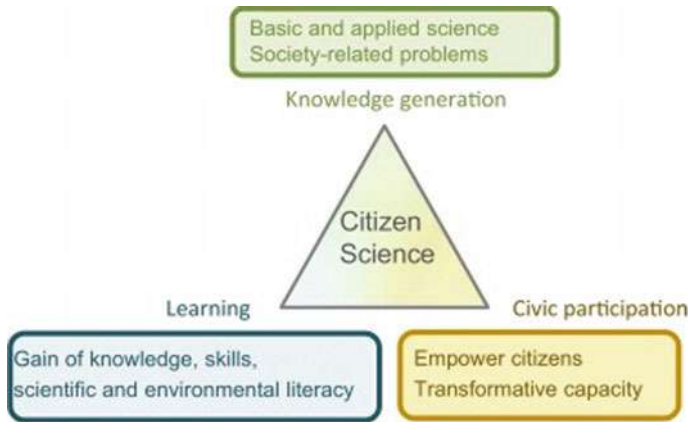 Basic and applied science
Society-related problems
Knowledge generation
Citizen
Science
Learning
Civic participation
Gain of knowledge, skills,
scientific and environmental literacy
Empower citizens
Transformative capacity